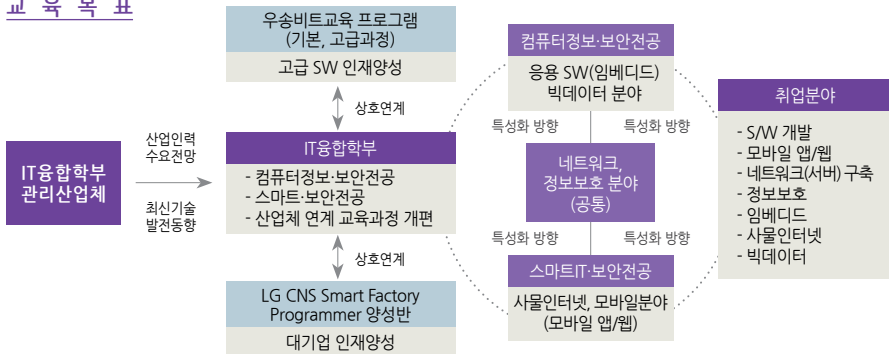 교 육 목 표
우송비트교육 프로그램
(기본, 고급과정)
고급 SW 인재양성
상호연계
IT융합학부
관리산업체
산업인력
수요전망
최신기술
발전동향
IT융합학부
- 컴퓨터정보·보안전공
- 스마트·보안전공
- 산업체 연계 교육과정 개편
상호연계
LG CNS Smart Factory
Programmer 양성반
대기업 인재양성
컴퓨터정보·보안전공
응용 SW(임베디드)
빅데이터 분야
특성화 방향
특성화 방향
네트워크,
정보보호 분야
(공통)
특성화 방향
특성화 방향
스마트IT·보안전공
사물인터넷, 모바일분야
(모바일 앱/웹)
취업분야
- S/W 개발
- 모바일 앱/웹
- 네트워크(서버) 구축
- 정보보호
- 임베디드
- 사물인터넷
- 빅데이터